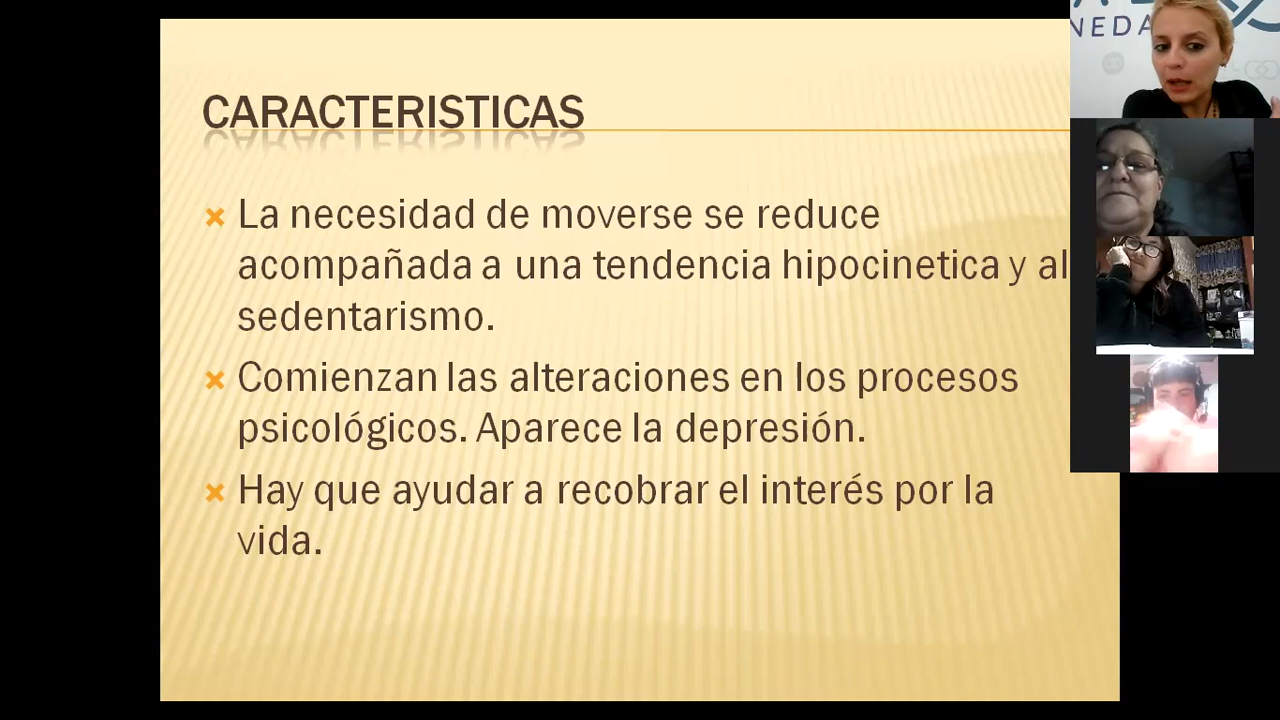 CARACTERISTICAS
La necesidad de moverse se reduce
acompañada a una tendencia hipocinetica y al
sedentarismo.
Comienzan las alteraciones en los procesos
psicológicos. Aparece la depresión.
Hay que ayudar a recobrar el interés por la
vida.